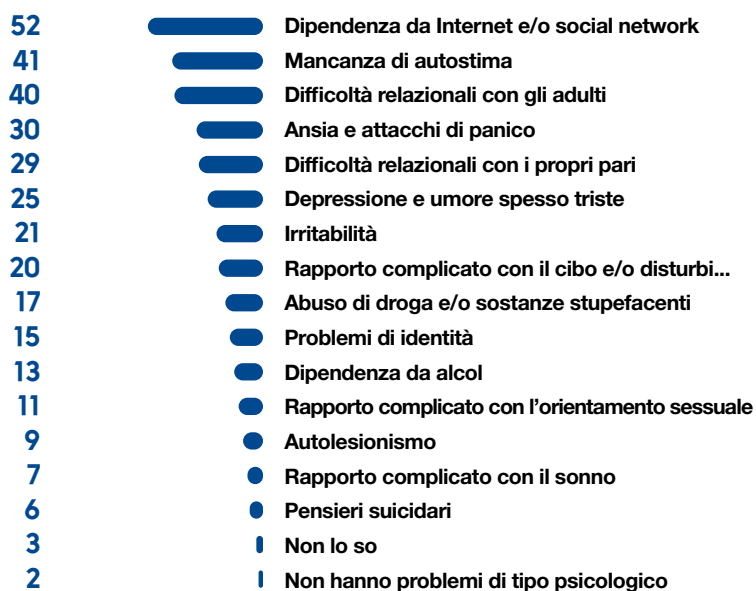 52 Dipendenza da Internet e/o social network
41 Mancanza di autostima
40 Difficoltà relazionali con gli adulti
30 Ansia e attacchi di panico
29 Difficoltà relazionali con i propri pari
25 Depressione e umore spesso triste
21 Irritabilità
20 Rapporto complicato con il cibo e/o disturbi...
17 Abuso di droga e/o sostanze stupefacenti
15 Problemi di identità
13 Dipendenza da alcol
11 Rapporto complicato con l'orientamento sessuale
9 Autolesionismo
7 Rapporto complicato con il sonno
6 Pensieri suicidari
3 Non lo so
2 Non hanno problemi di tipo psicologico